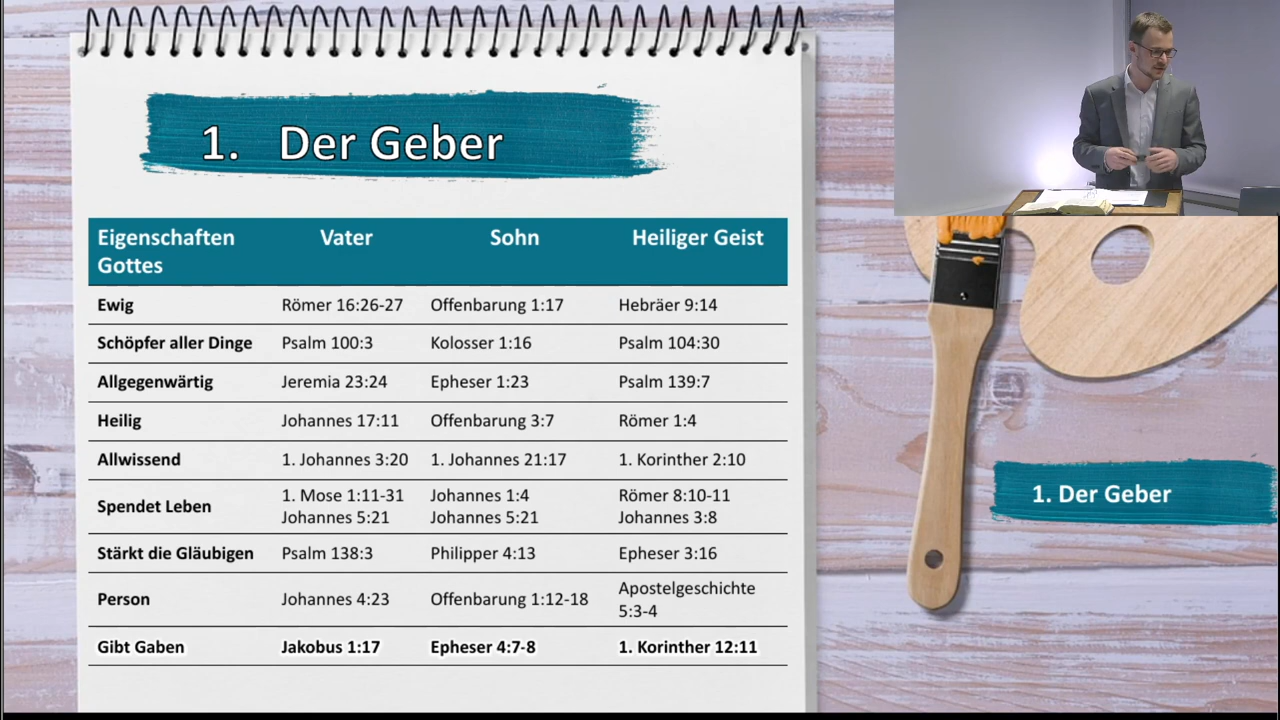 1. Der Geber
Eigenschaften Gottes Vater Sohn Heiliger Geist
Ewig Römer 16:26-27 Offenbarung 1:17 Hebräer 9:14
Schöpfer aller Dinge Psalm 100:3 Kolosser 1:16 Psalm 104:30
Allgegenwärtig Jeremia 23:24 Epheser 1:23 Psalm 139:7
Heilig Johannes 17:11 Offenbarung 3:7 Römer 1:4
Allwissend 1. Johannes 3:20 1. Johannes 21:17 1. Korinther 2:10
Spendet Leben 1. Mose 1:11-31 Johannes 1:4 Römer 8:10-11
Johannes 5:21 Johannes 5:21 Johannes 3:8
Stärkt die Gläubigen Psalm 138:3 Philipper 4:13 Epheser 3:16
Person Johannes 4:23 Offenbarung 1:12-18 Apostelgeschichte 5:3-4
Gibt Gaben Jakobus 1:17 Epheser 4:7-8 1. Korinther 12:11
1. Der Geber